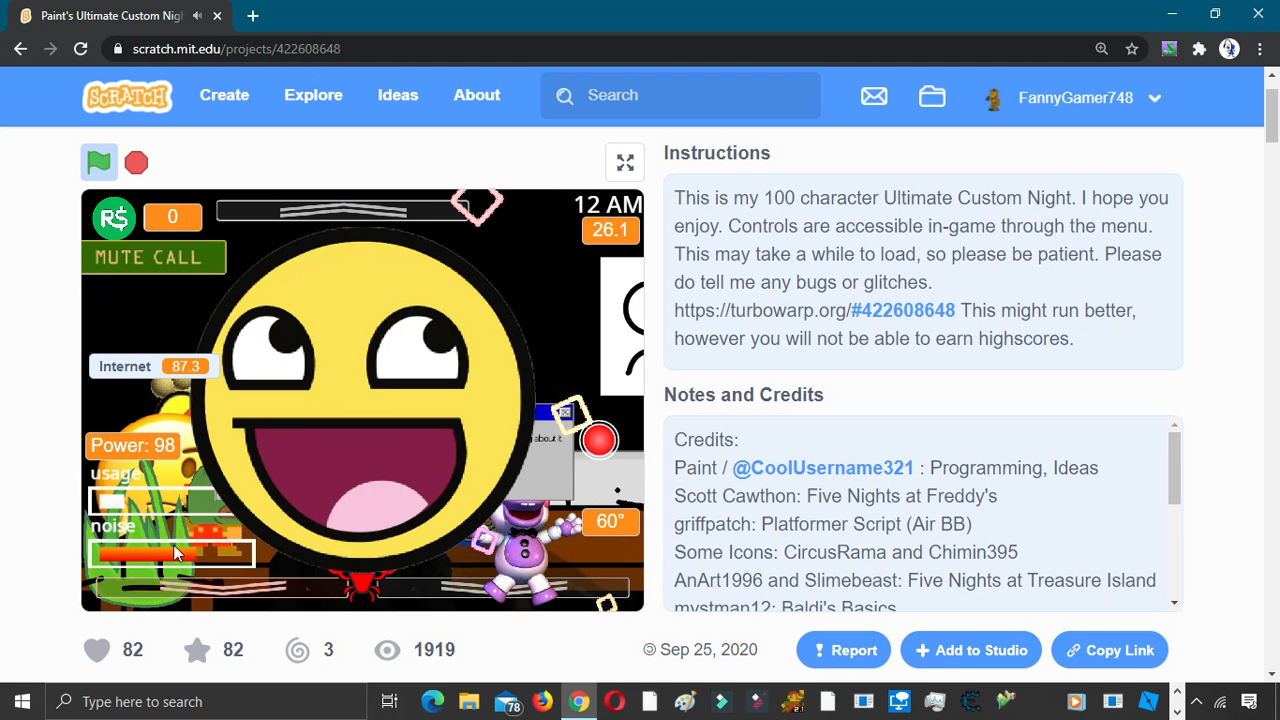 Paint's Ultimate Custom Nig
scratch.mit.edu/projects/422608648
SCRATCH
Create
Explore
Ideas
About
Search
FannyGamer748
R$
0
12 AM
26.1
MUTE CALL
Internet 87.3
about it
Power: 98
usage
noise
60°
Instructions
This is my 100 character Ultimate Custom Night. I hope you
enjoy. Controls are accessible in-game through the menu.
This may take a while to load, so please be patient. Please
do tell me any bugs or glitches.
https://turbowarp.org/#422608648 This might run better,
however you will not be able to earn highscores.
Notes and Credits
Credits:
Paint / @CoolUsername321 : Programming, Ideas
Scott Cawthon: Five Nights at Freddy's
griffpatch: Platformer Script (Air BB)
Some Icons: CircusRama and Chimin395
AnArt1996 and Slimebeast: Five Nights at Treasure Island
mystman12: Baldi's Basics
82
82
3
1919
© Sep 25, 2020
Report
Add to Studio
Copy Link
Type here to search
78